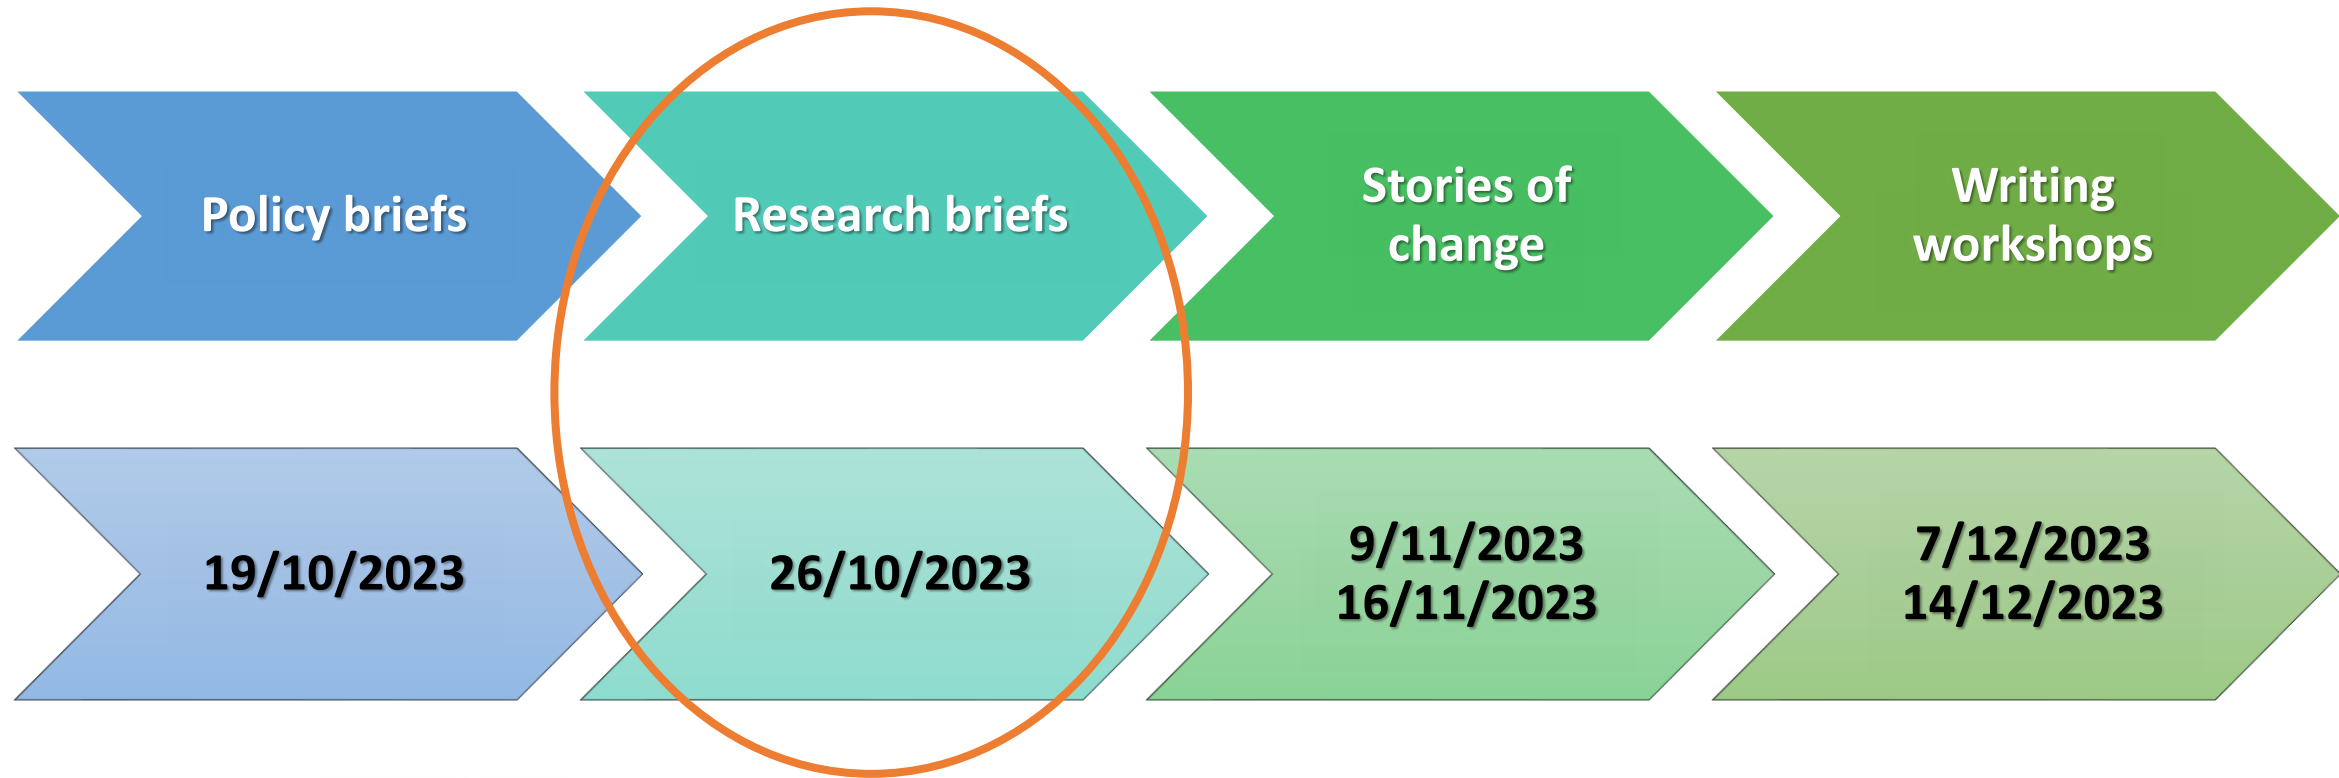 Policy briefs
Research briefs
Stories of
change
Writing
workshops
19/10/2023
26/10/2023
9/11/2023
16/11/2023
7/12/2023
14/12/2023